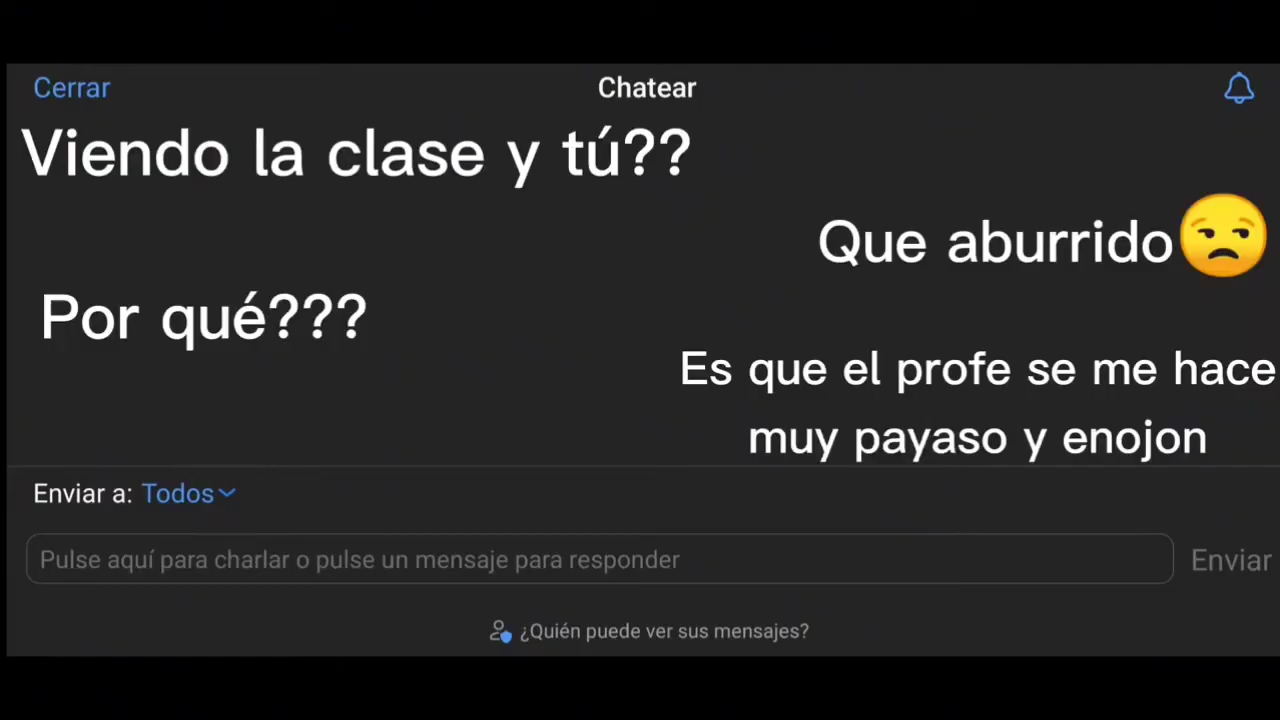 Cerrar
Chatear
Viendo la clase y tú??
Que aburrido😒
Por qué???
Es que el profe se me hace
muy payaso y enojon
Enviar a: Todos
Pulse aquí para charlar o pulse un mensaje para responder
Enviar
¿Quién puede ver sus mensajes?